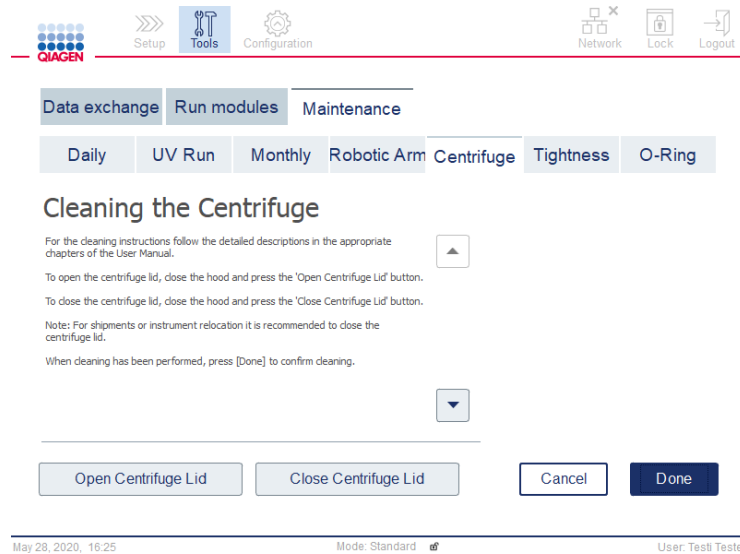 QIAGEN
Setup
Tools
Configuration
Network
Lock
Logout
Data exchange Run modules Maintenance
Daily UV Run Monthly Robotic Arm Centrifuge Tightness O-Ring
Cleaning the Centrifuge
For the cleaning instructions follow the detailed descriptions in the appropriate
chapters of the User Manual.
To open the centrifuge lid, close the hood and press the 'Open Centrifuge Lid' button.
To close the centrifuge lid, close the hood and press the 'Close Centrifuge Lid' button.
Note: For shipments or instrument relocation it is recommended to close the
centrifuge lid.
When cleaning has been performed, press [Done] to confirm cleaning.
Open Centrifuge Lid Close Centrifuge Lid Cancel Done
May 28, 2020, 16:25 Mode: Standard User: Testi Teste